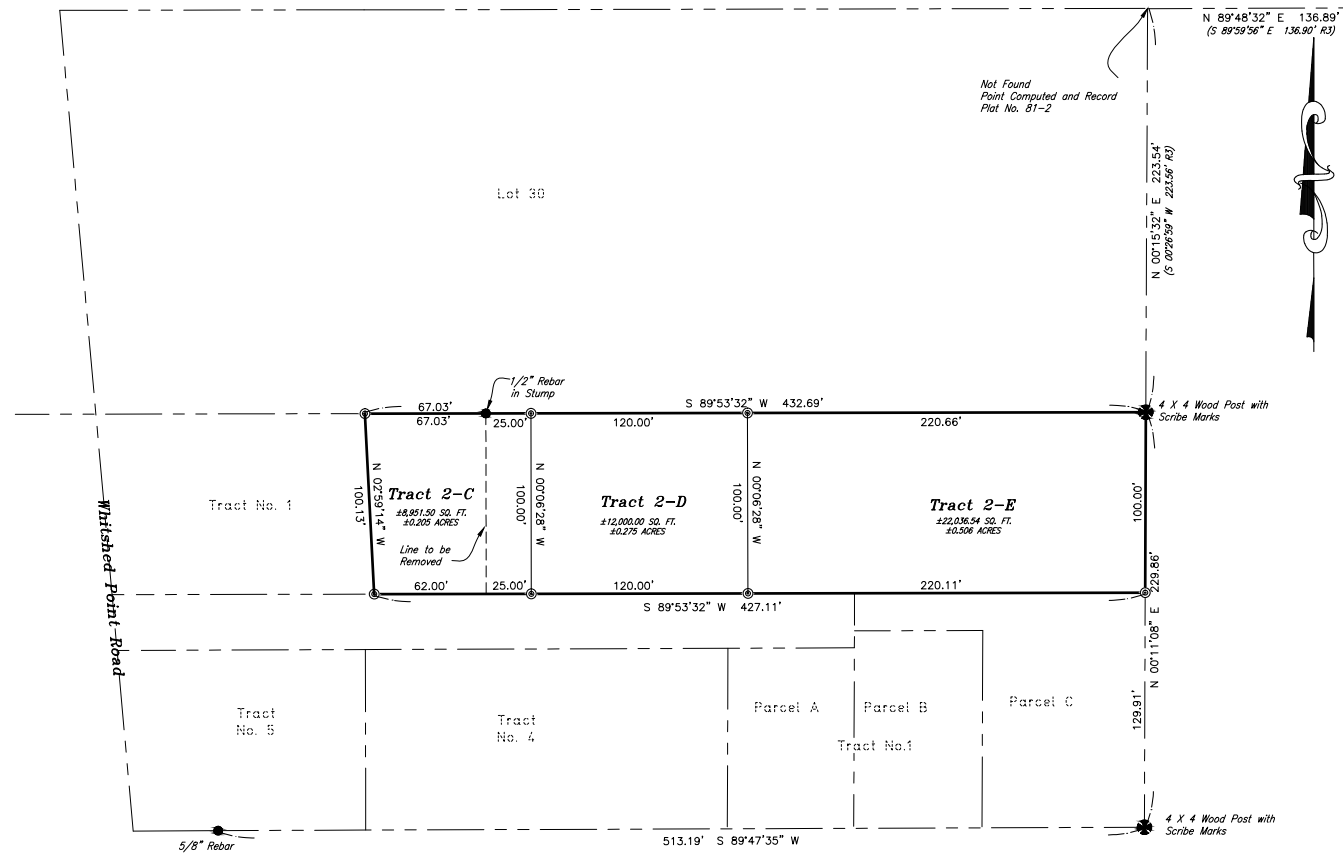 N 89°48'32" E 136.89'
(S 89°59'56" E 136.90' R3)
Not Found
Point Computed and Record
Plat No. 81-2
N 00°15'32" E 223.54'
(S 00°26'59" W 223.56' R3)
Lot 30
1/2" Rebar
in Stump
67.03'
S 89°53'32" W 432.69'
4 X 4 Wood Post with
Scribe Marks
67.03'
25.00'
120.00'
220.66'
Whitshed Point Road
Tract No. 1
N 02°59'14" W
100.13'
Tract 2-C
±8,951.50 SQ. FT.
±0.205 ACRES
Line to be
Removed
N 00°06'28" W
100.00'
Tract 2-D
±12,000.00 SQ. FT.
±0.275 ACRES
N 00°06'28" W
100.00'
Tract 2-E
±22,036.54 SQ. FT.
±0.506 ACRES
100.00'
62.00'
25.00'
120.00'
220.11'
S 89°53'32" W 427.11'
N 00°11'08" E 229.86'
129.91'
Tract
No. 5
Tract
No. 4
Parcel A
Parcel B
Parcel C
Tract No.1
5/8" Rebar
513.19' S 89°47'35" W
4 X 4 Wood Post with
Scribe Marks